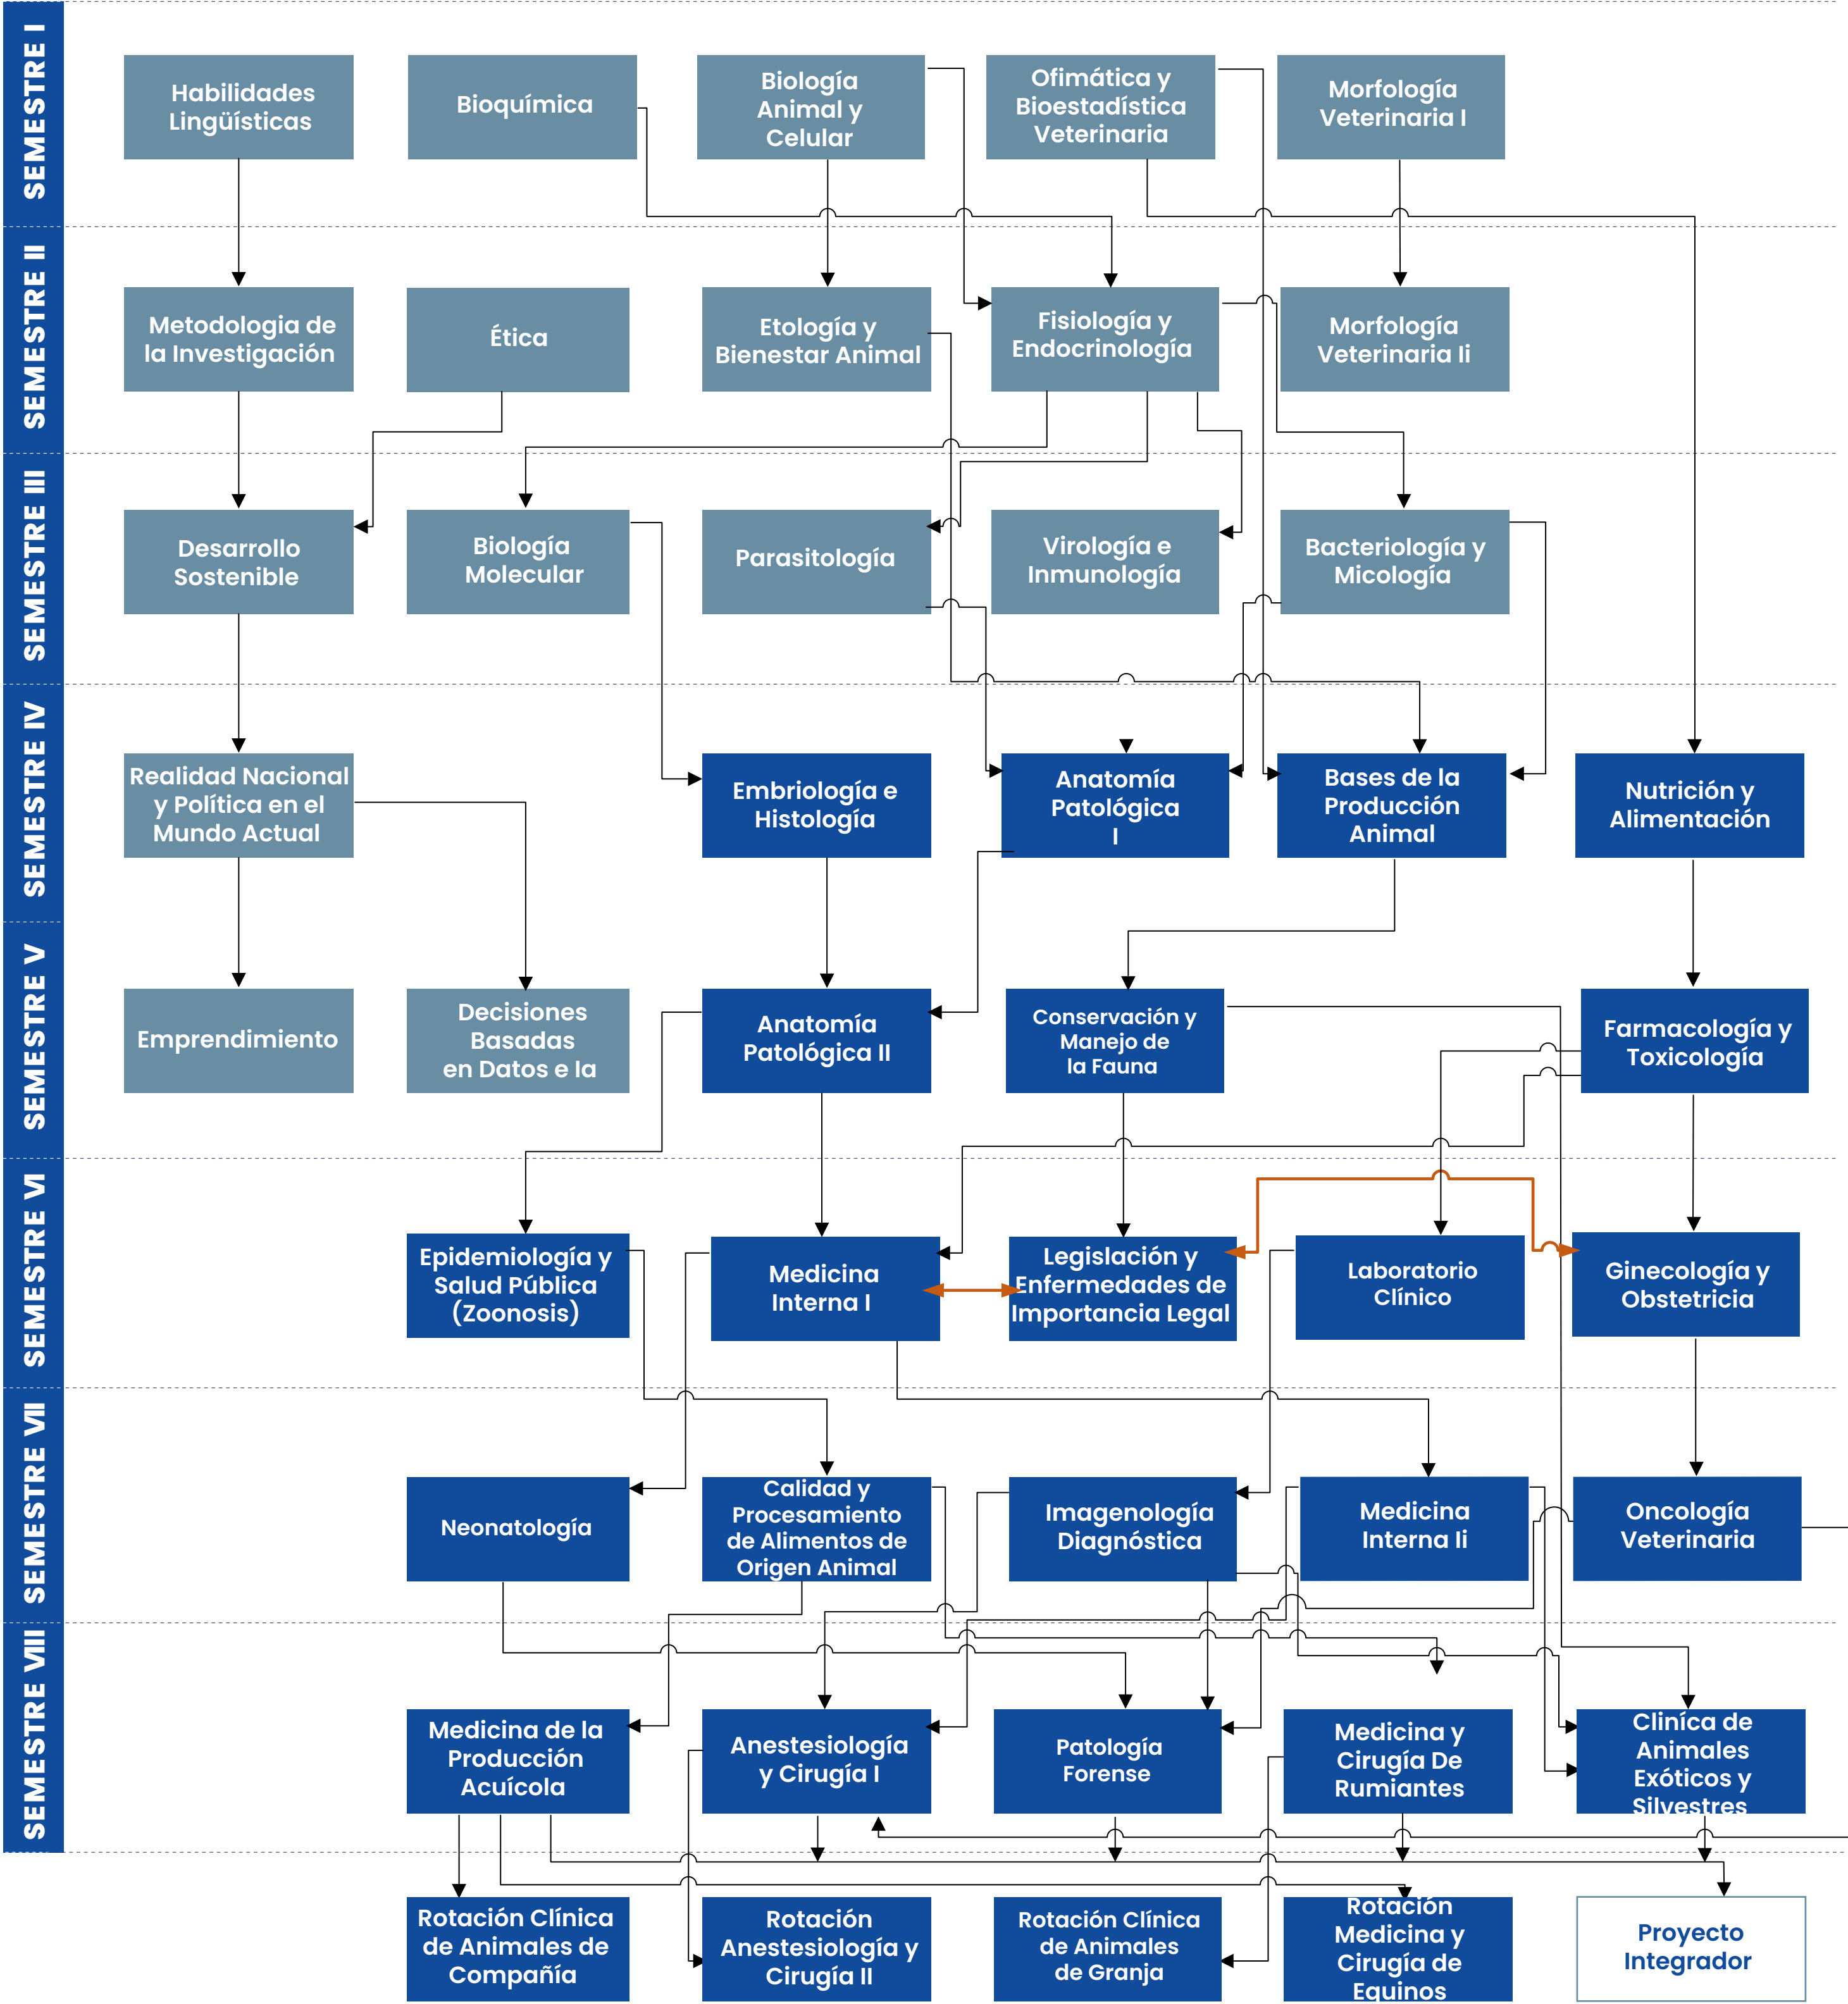 SEMESTRE I
Habilidades
Lingüísticas
Bioquímica
Biología
Animal y
Celular
Ofimática y
Bioestadística
Veterinaria
Morfología
Veterinaria I
SEMESTRE II
Metodologia de
la Investigación
Ética
Etología y
Bienestar Animal
Fisiología y
Endocrinología
Morfología
Veterinaria Ii
SEMESTRE III
Desarrollo
Sostenible
Biología
Molecular
Parasitología
Virología e
Inmunología
Bacteriología y
Micología
SEMESTRE IV
Realidad Nacional
y Política en el
Mundo Actual
Embriología e
Histología
Anatomía
Patológica
I
Bases de la
Producción
Animal
Nutrición y
Alimentación
SEMESTRE V
Emprendimiento
Decisiones
Basadas
en Datos e Ia
Anatomía
Patológica II
Conservación y
Manejo de
la Fauna
Farmacología y
Toxicología
SEMESTRE VI
Epidemiología y
Salud Pública
(Zoonosis)
Medicina
Interna I
Legislación y
Enfermedades de
Importancia Legal
Laboratorio
Clínico
Ginecología y
Obstetricia
SEMESTRE VII
Neonatología
Calidad y
Procesamiento
de Alimentos de
Origen Animal
Imagenología
Diagnóstica
Medicina
Interna Ii
Oncología
Veterinaria
SEMESTRE VIII
Medicina de la
Producción
Acuícola
Anestesiología
y Cirugía I
Patología
Forense
Medicina y
Cirugía De
Rumiantes
Cliníca de
Animales
Exóticos y
Silvestres
Rotación Clínica
de Animales de
Compañía
Rotación
Anestesiología y
Cirugía II
Rotación Clínica
de Animales
de Granja
Rotación
Medicina y
Cirugía de
Equinos
Proyecto
Integrador